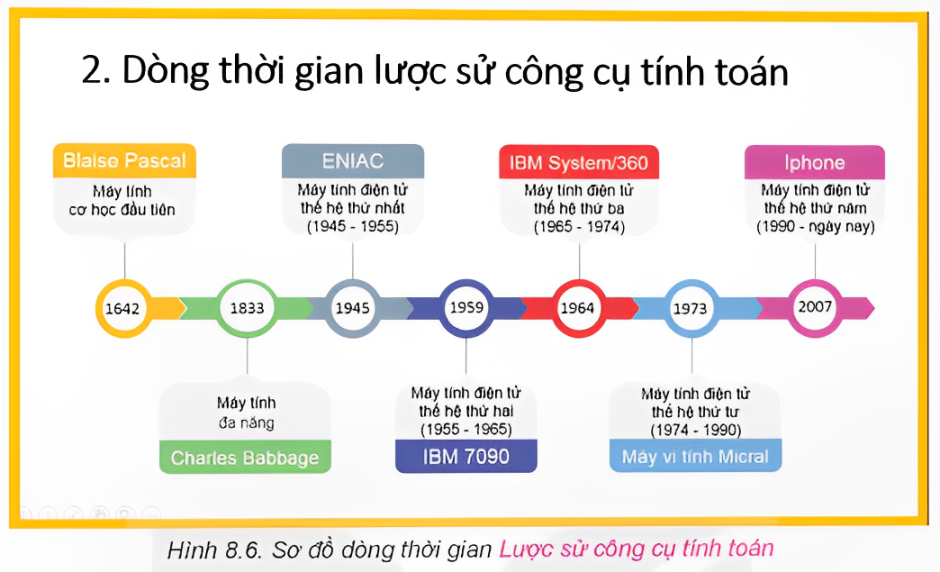 2. Dòng thời gian lược sử công cụ tính toán
Blaise Pascal
Máy tính
cơ học đầu tiên
ENIAC
Máy tính điện tử
thế hệ thứ nhất
(1945 - 1955)
IBM System/360
Máy tính điện tử
thế hệ thứ ba
(1965 - 1974)
Iphone
Máy tính điện tử
thế hệ thứ năm
(1990 - ngày nay)
1642
1833
1945
1959
1964
1973
2007
Máy tính
đa năng
Charles Babbage
Máy tính điện tử
thế hệ thứ hai
(1955 - 1965)
IBM 7090
Máy tính điện tử
thế hệ thứ tư
(1974 - 1990)
Máy vi tính Micral
Hình 8.6. Sơ đồ dòng thời gian Lược sử công cụ tính toán